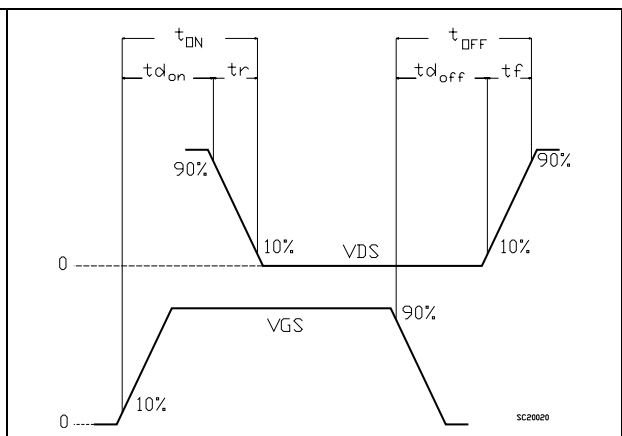 tON tOFF
tdon tr tdoff tf
90% 90%
10% 10%
0 VDS
VGS 90%
10%
0 SC20020